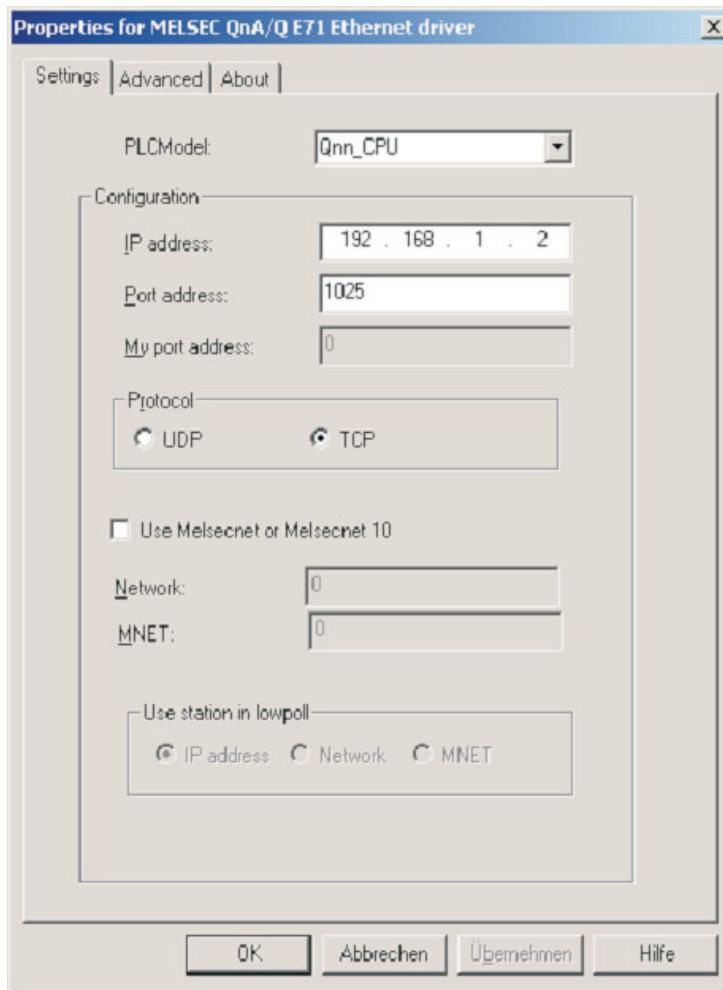 Properties for MELSEC QnA/Q E71 Ethernet driver X
Settings Advanced About
PLCModel: Qnn_CPU
Configuration
IP address: 192 . 168 . 1 . 2
Port address: 1025
My port address: 0
Protocol
UDP TCP
Use Melsecnet or Melsecnet 10
Network: 0
MNET: 0
Use station in lowpoll
IP address Network MNET
OK Abbrechen Übernehmen Hilfe